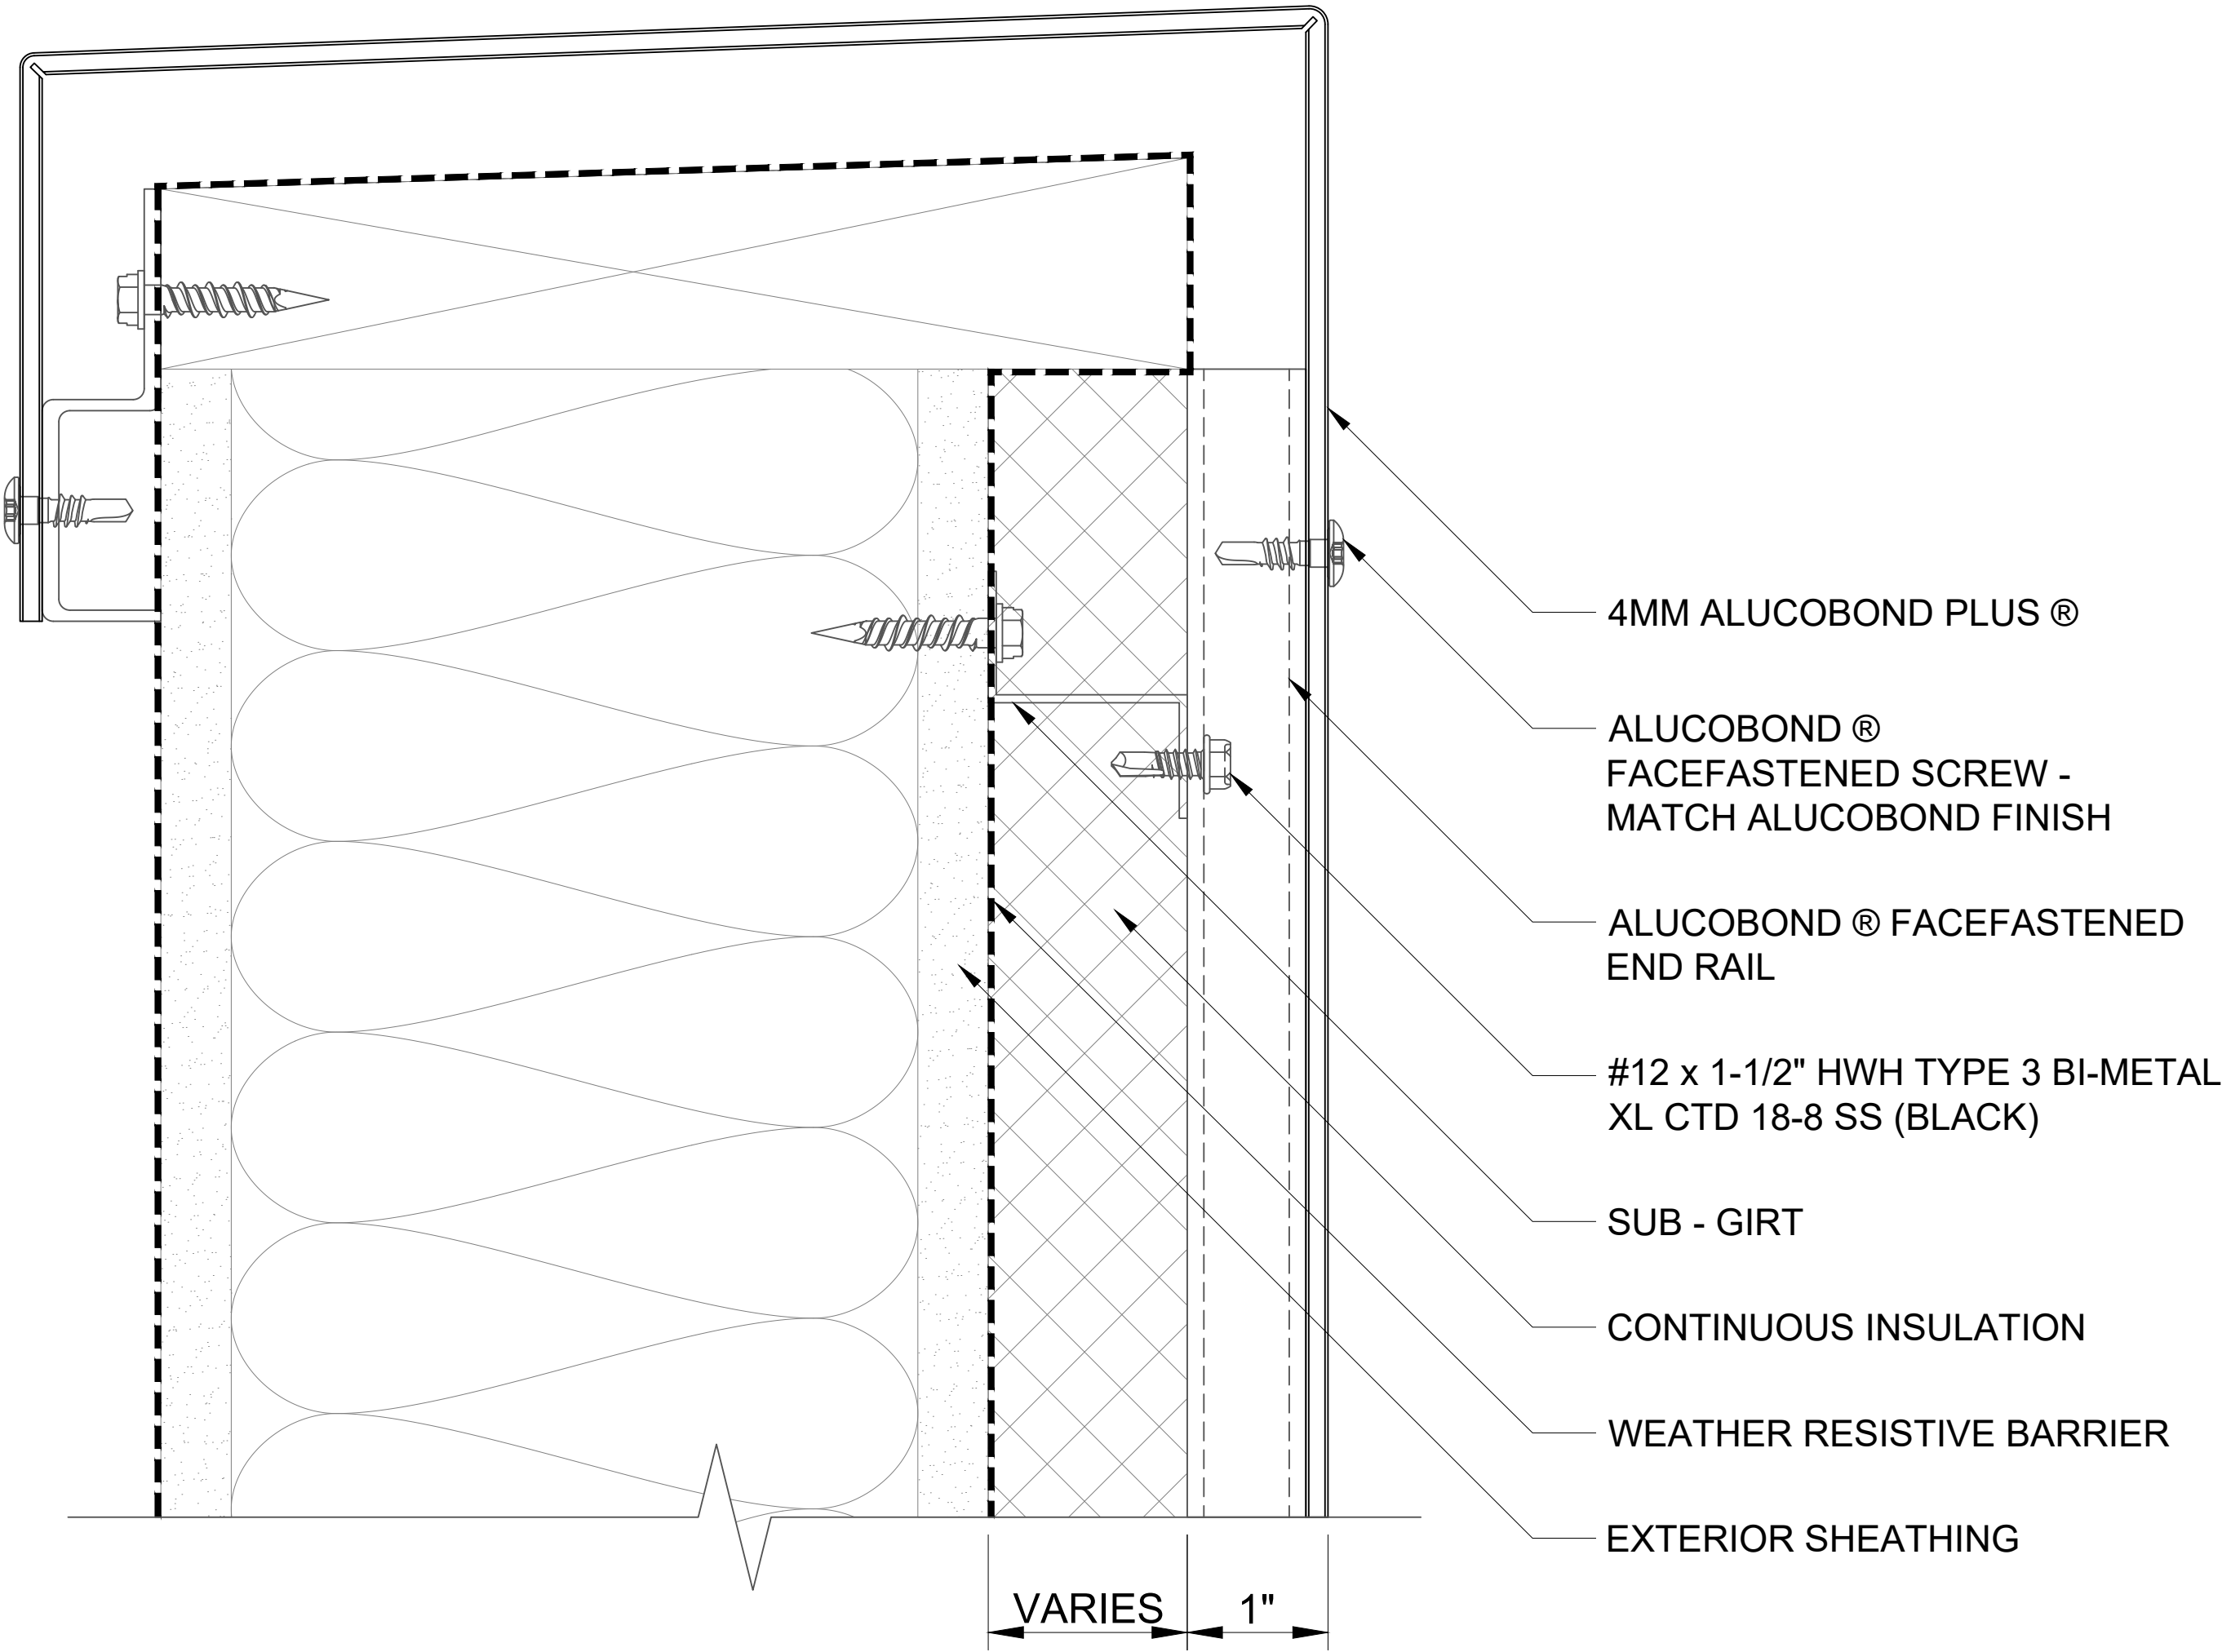 4MM ALUCOBOND PLUS ®
ALUCOBOND ®
FACEFASTENED SCREW -
MATCH ALUCOBOND FINISH
ALUCOBOND ® FACEFASTENED
END RAIL
#12 x 1-1/2" HWH TYPE 3 BI-METAL
XL CTD 18-8 SS (BLACK)
SUB - GIRT
CONTINUOUS INSULATION
WEATHER RESISTIVE BARRIER
EXTERIOR SHEATHING
VARIES
1"